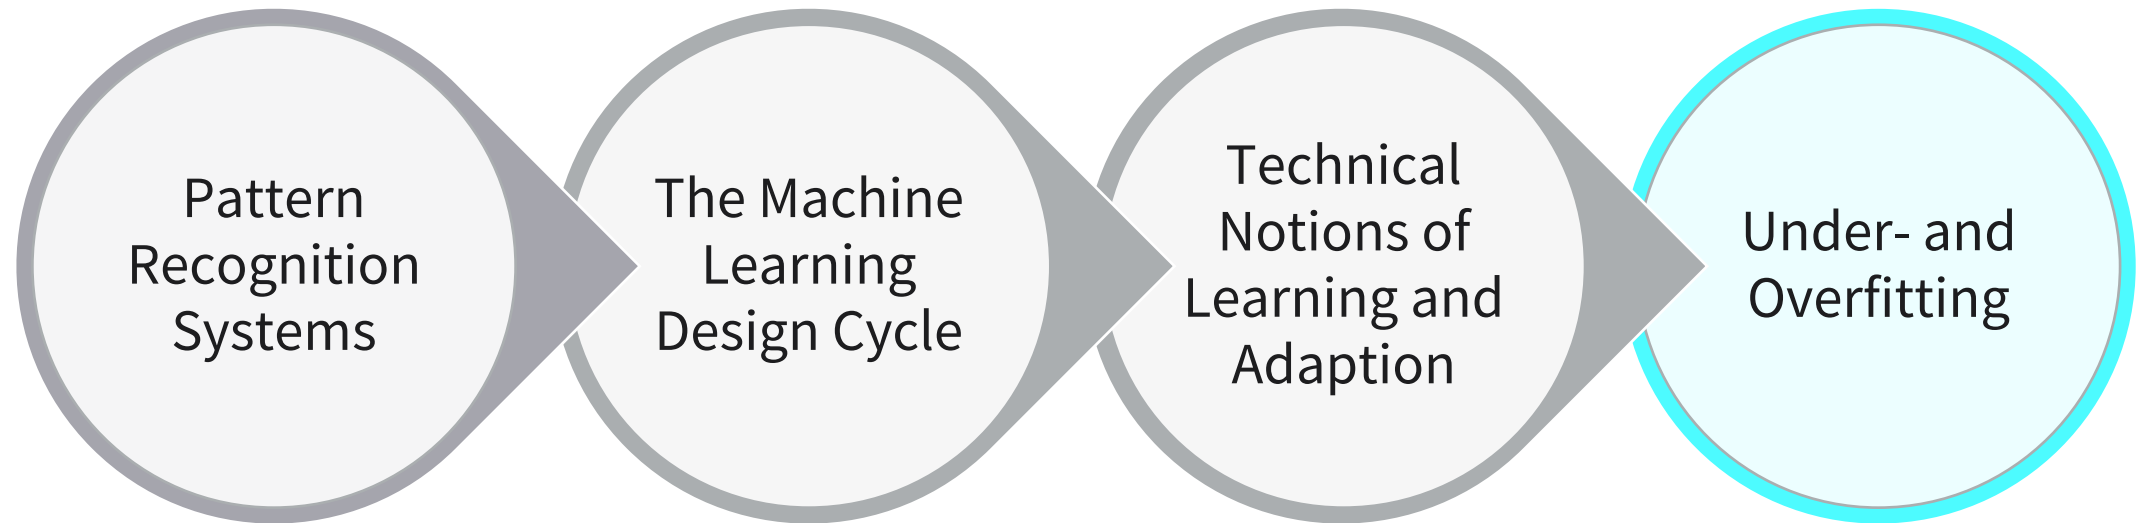 Pattern
Recognition
Systems
The Machine
Learning
Design Cycle
Technical
Notions of
Learning and
Adaption
Under- and
Overfitting